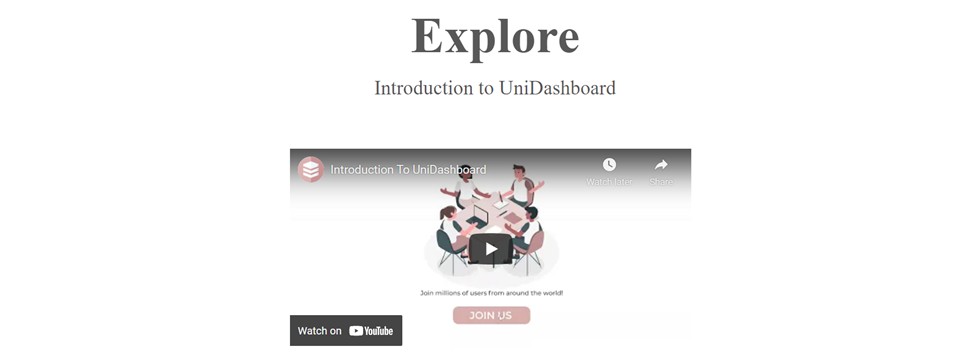 Explore
Introduction to UniDashboard
Introduction To UniDashboard
Watch later
Share
Join millions of users from around the world!
JOIN US
Watch on YouTube